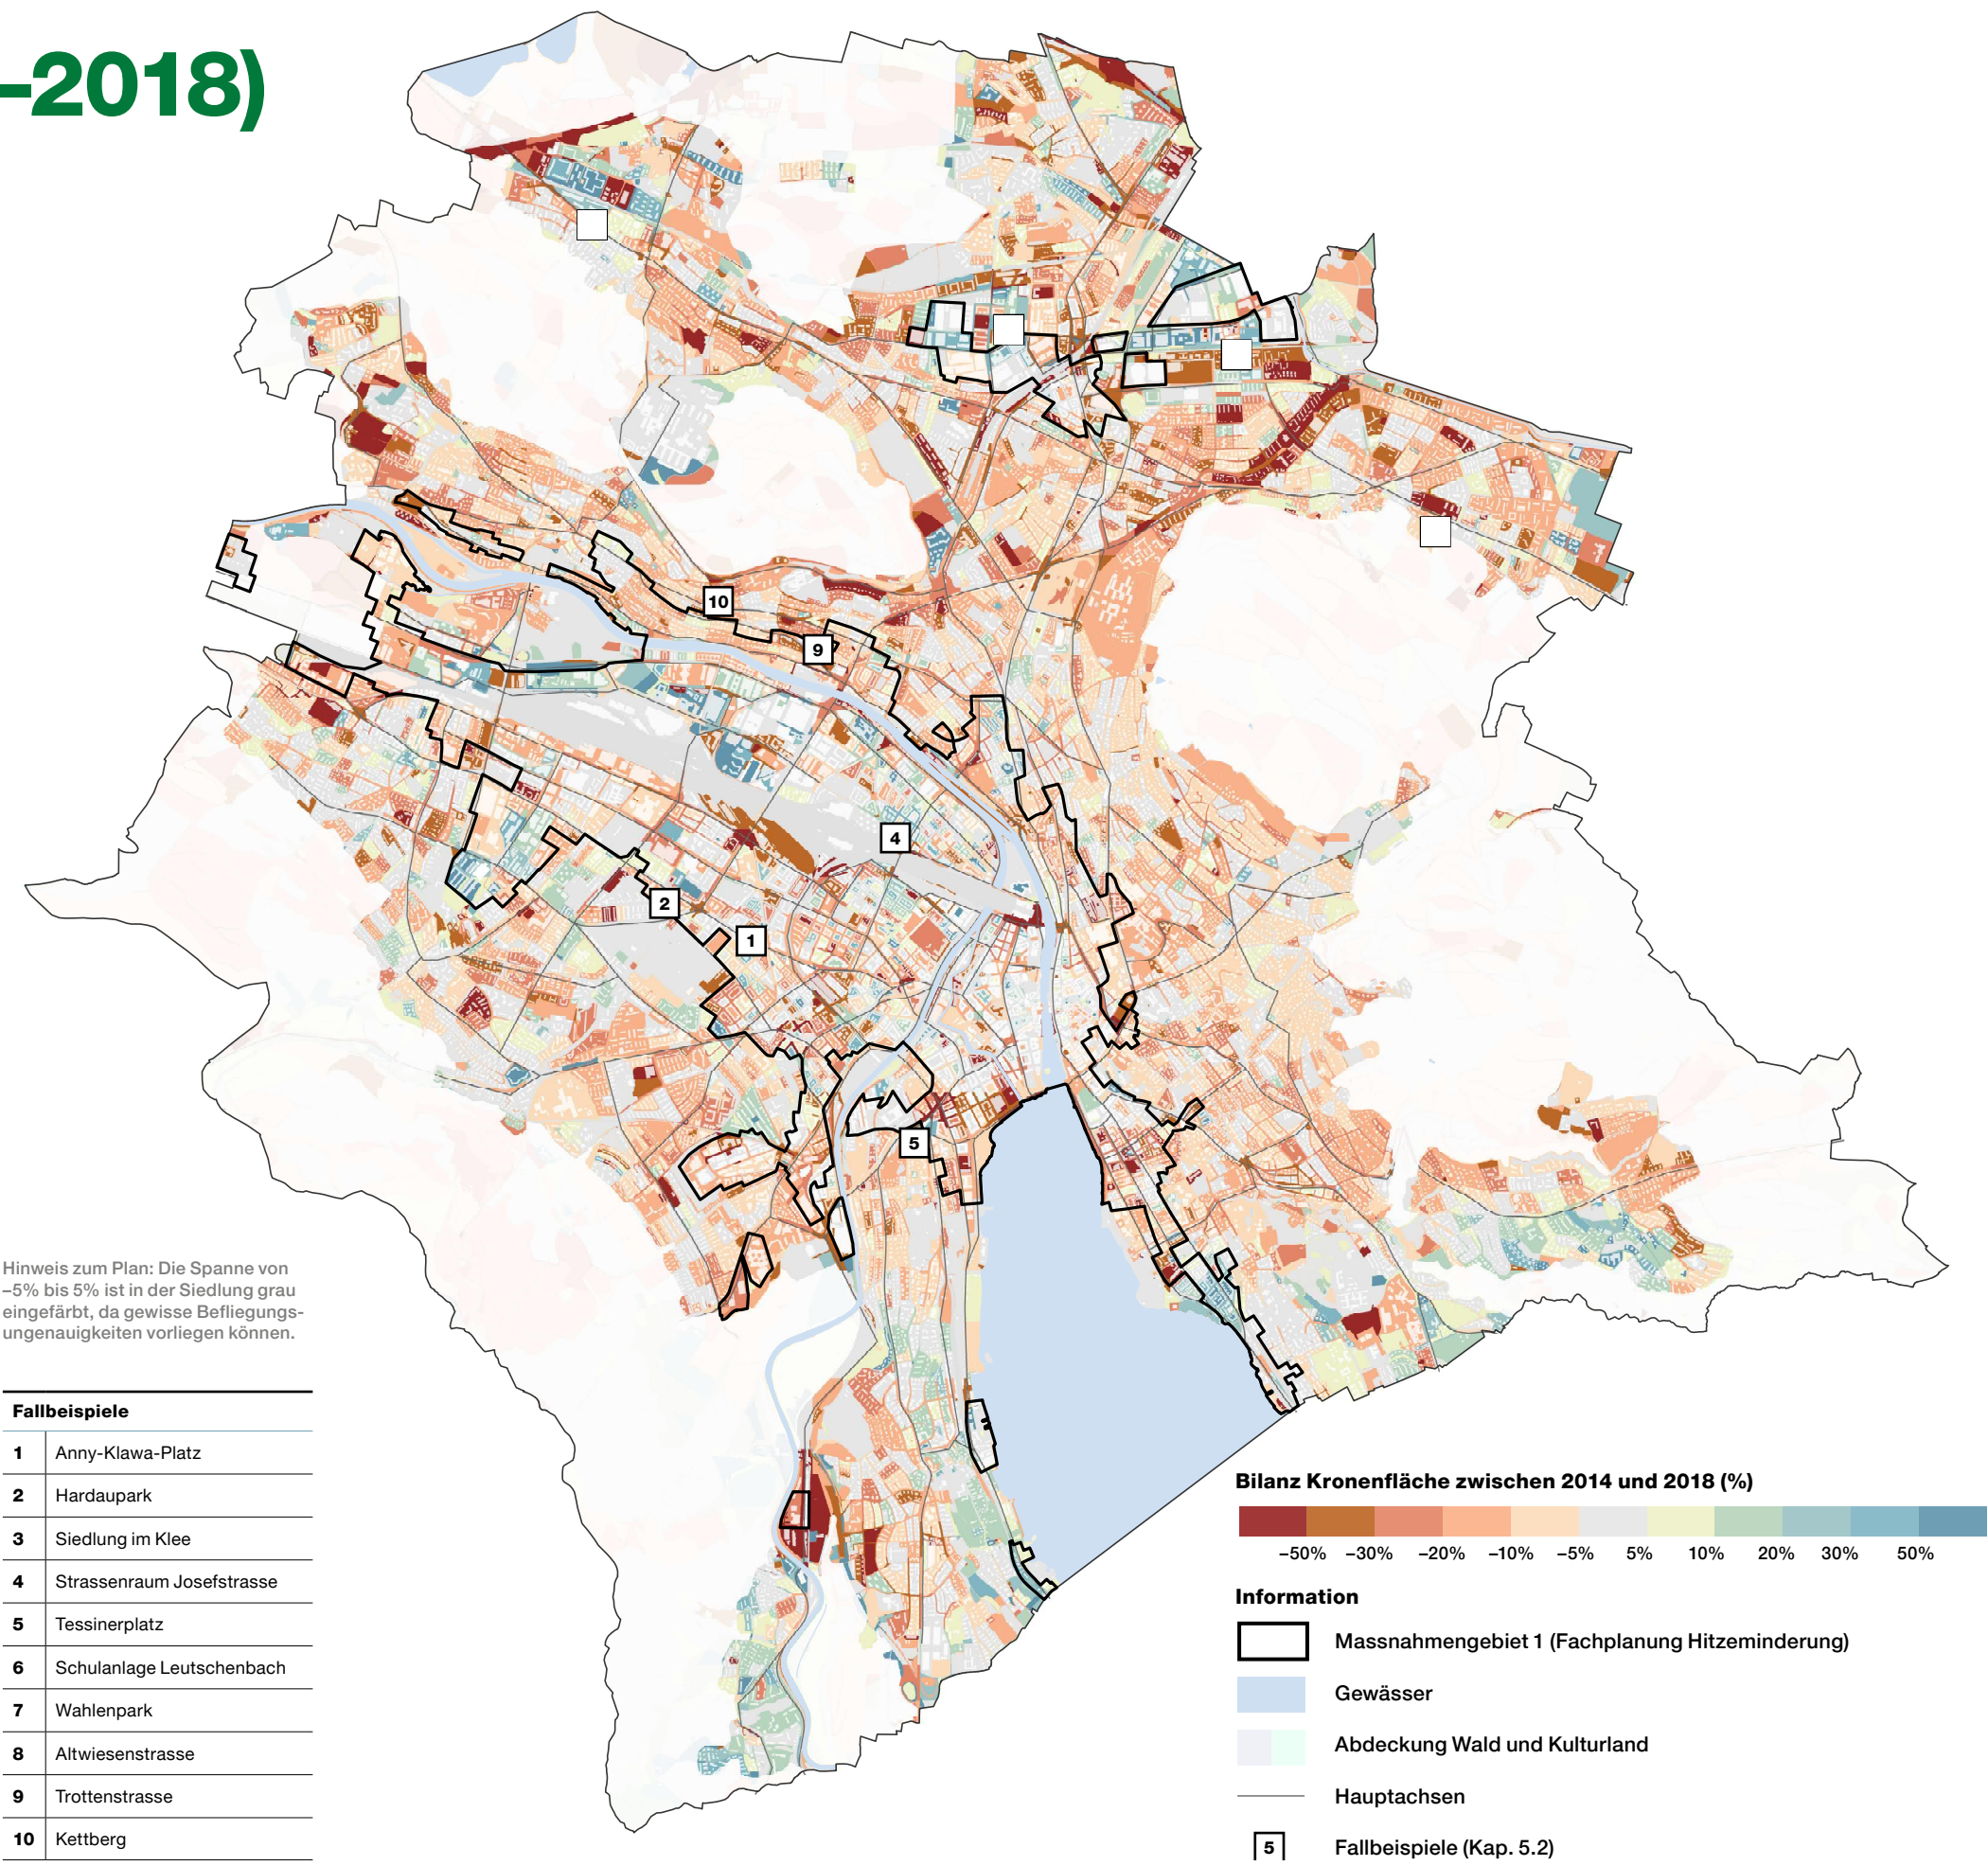 –2018)
10
9
4
2
1
5
Hinweis zum Plan: Die Spanne von
–5% bis 5% ist in der Siedlung grau
eingefärbt, da gewisse Befliegungs-
ungenauigkeiten vorliegen können.
Fallbeispiele
1 Anny-Klawa-Platz
2 Hardaupark
3 Siedlung im Klee
4 Strassenraum Josefstrasse
5 Tessinerplatz
6 Schulanlage Leutschenbach
7 Wahlenpark
8 Altwiesenstrasse
9 Trottenstrasse
10 Kettberg
Bilanz Kronenfläche zwischen 2014 und 2018 (%)
–50% –30% –20% –10% –5% 5% 10% 20% 30% 50%
Information
Massnahmengebiet 1 (Fachplanung Hitzeminderung)
Gewässer
Abdeckung Wald und Kulturland
Hauptachsen
5 Fallbeispiele (Kap. 5.2)